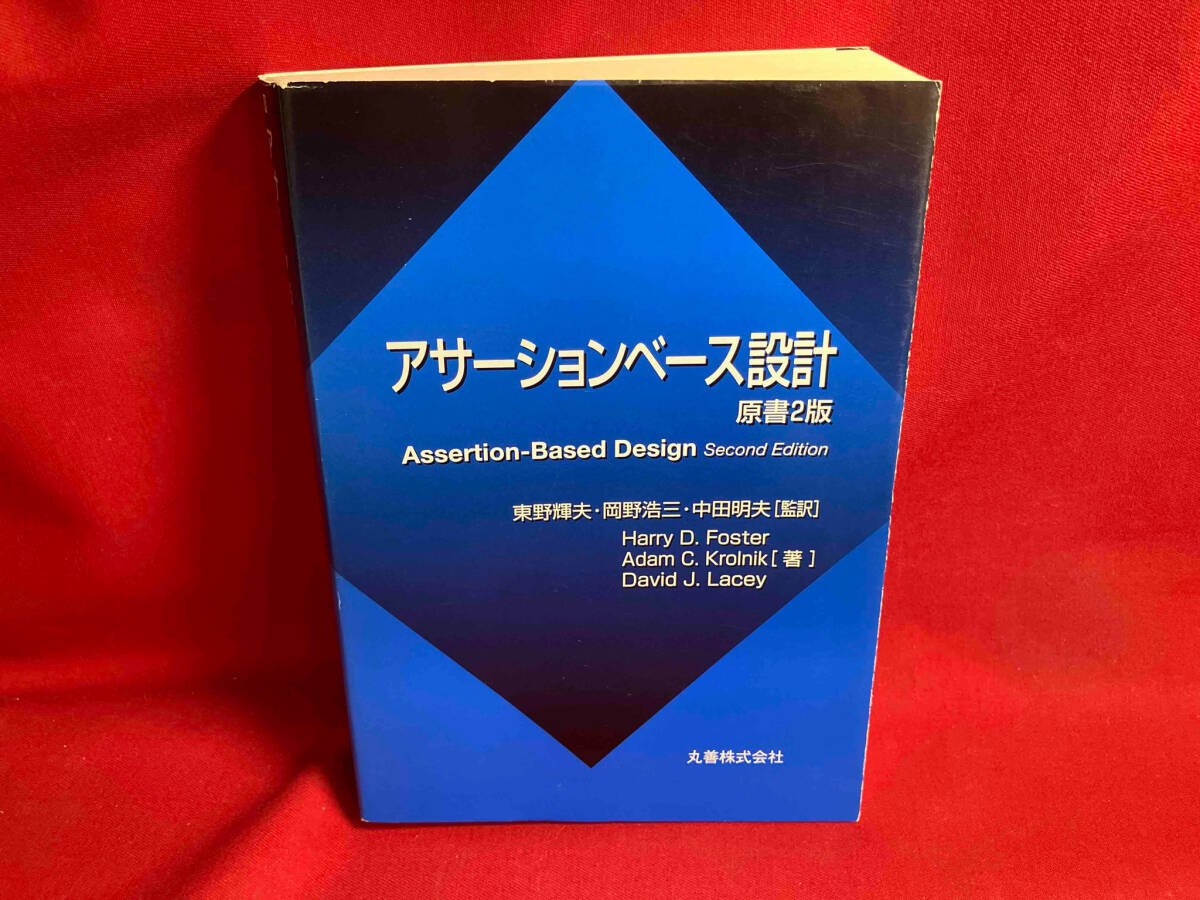 アサーションベース設計
原書2版
Assertion-Based Design Second Edition
東野輝夫・岡野浩三・中田明夫[監訳]
Harry D. Foster
Adam C. Krolnik[著]
David J. Lacey
丸善株式会社